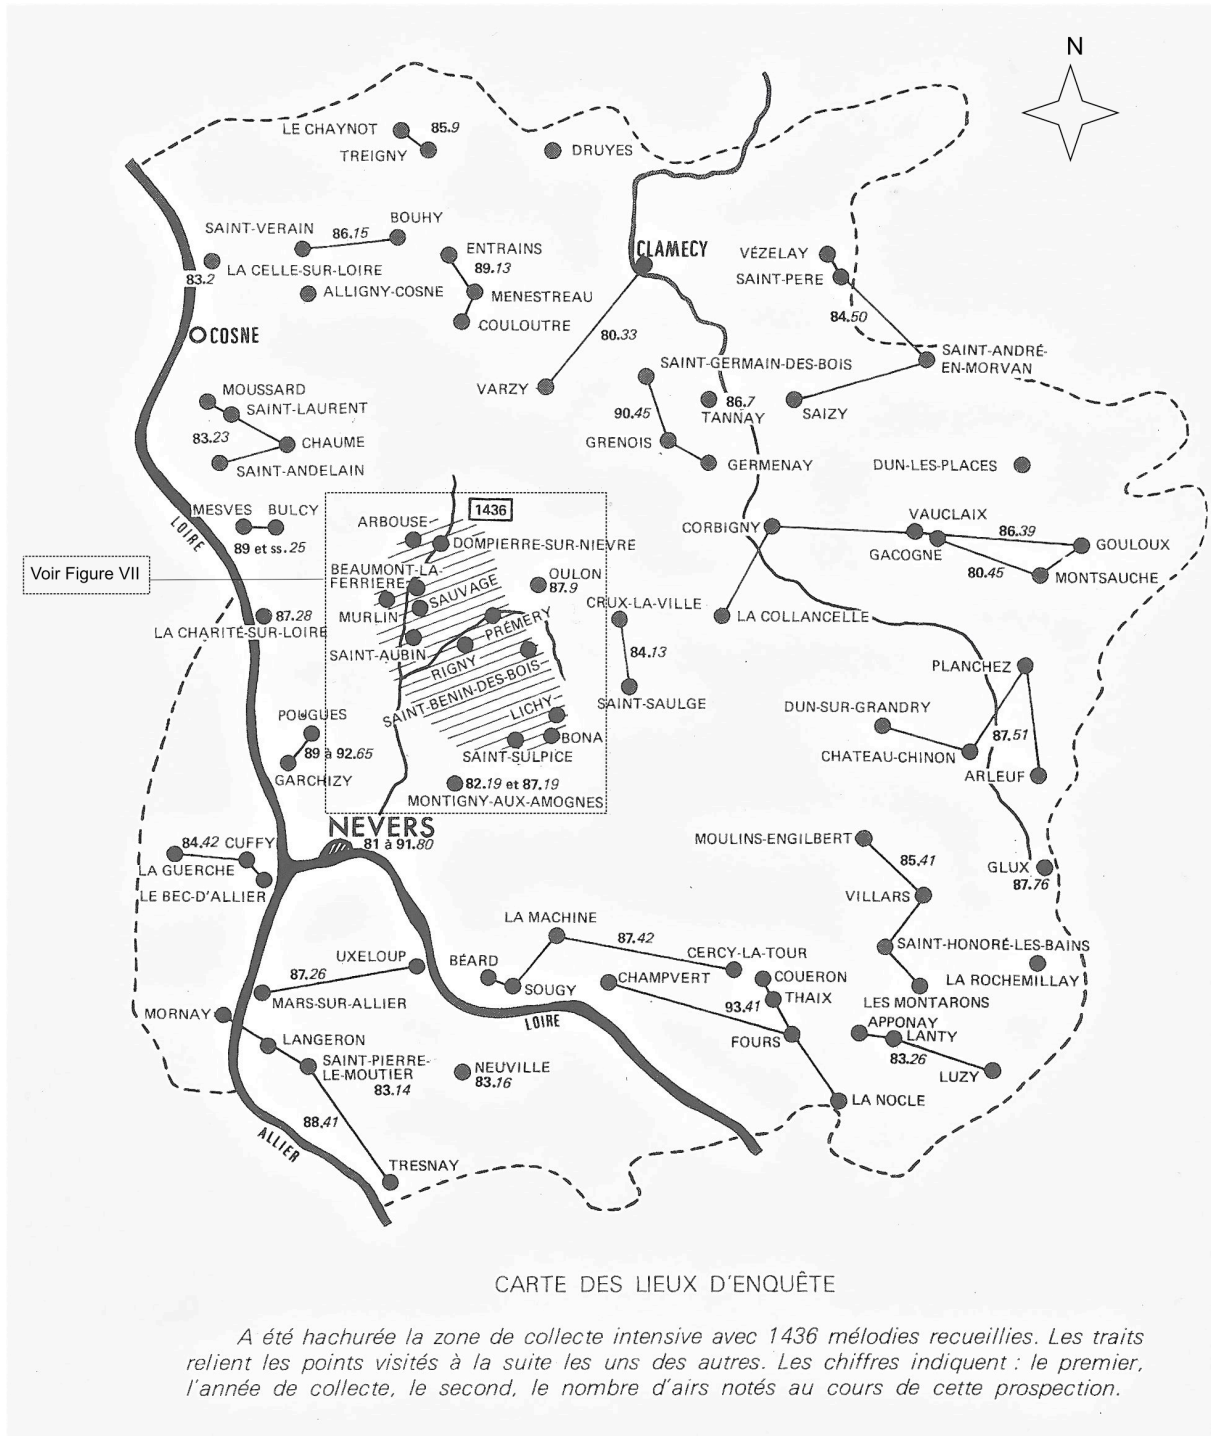 N
LE CHAYNOT
85.9
TREIGNY
DRUYES
SAINT-VERAIN
86.15
BOUHY
ENTRAINS
89.13
MENESTREAU
COULOUTRE
83.2
LA CELLE-SUR-LOIRE
ALLIGNY-COSNE
COSNE
CLAMECY
80.33
VARZY
VÉZELAY
SAINT-PERE
84.50
SAINT-ANDRÉ-
EN-MORVAN
SAIZY
SAINT-GERMAIN-DES-BOIS
90.45
86.7
TANNAY
GRENOIS
GERMENAY
DUN-LES-PLACES
MOUSSARD
SAINT-LAURENT
83.23
CHAUME
SAINT-ANDELAIN
MESVES
BULCY
89 et ss.25
LOIRE
Voir Figure VII
1436
ARBOUSE
DOMPIERRE-SUR-NIEVRE
BEAUMONT-LA-
FERRIERE
SAUVAGE
MURLIN
SAINT-AUBIN
OULON
87.9
PRÉMERY
RIGNY
SAINT-BENIN-DES-BOIS
LICHY
BONA
SAINT-SULPICE
82.19 et 87.19
MONTIGNY-AUX-AMOGNES
CRUX-LA-VILLE
84.13
SAINT-SAULGE
CORBIGNY
VAUCLAIX
86.39
GACOGNE
GOULOUX
80.45
MONTSAUCHE
LA COLLANCELLE
87.28
LA CHARITÉ-SUR-LOIRE
PLANCHEZ
DUN-SUR-GRANDRY
87.51
CHATEAU-CHINON
ARLEUF
POUGUES
89 à 92.65
GARCHIZY
NEVERS
81 à 91.80
84.42
CUFFY
LA GUERCHE
LE BEC-D'ALLIER
MOULINS-ENGILBERT
85.41
VILLARS
GLUX
87.76
SAINT-HONORÉ-LES-BAINS
LA ROCHEMILLAY
LES MONTARONS
LA MACHINE
87.42
CERCY-LA-TOUR
BÉARD
SOUGY
CHAMPVERT
COUERON
93.41
THAIX
FOURS
LA NOCLE
APPONAY
LANTY
83.26
LUZY
UXELOUP
87.26
MARS-SUR-ALLIER
MORNAY
LANGERON
SAINT-PIERRE-
LE-MOUTIER
83.14
NEUVILLE
83.16
LOIRE
88.41
ALLIER
TRESNAY
CARTE DES LIEUX D'ENQUÊTE
A été hachurée la zone de collecte intensive avec 1436 mélodies recueillies. Les traits
relient les points visités à la suite les uns des autres. Les chiffres indiquent : le premier,
l'année de collecte, le second, le nombre d'airs notés au cours de cette prospection.